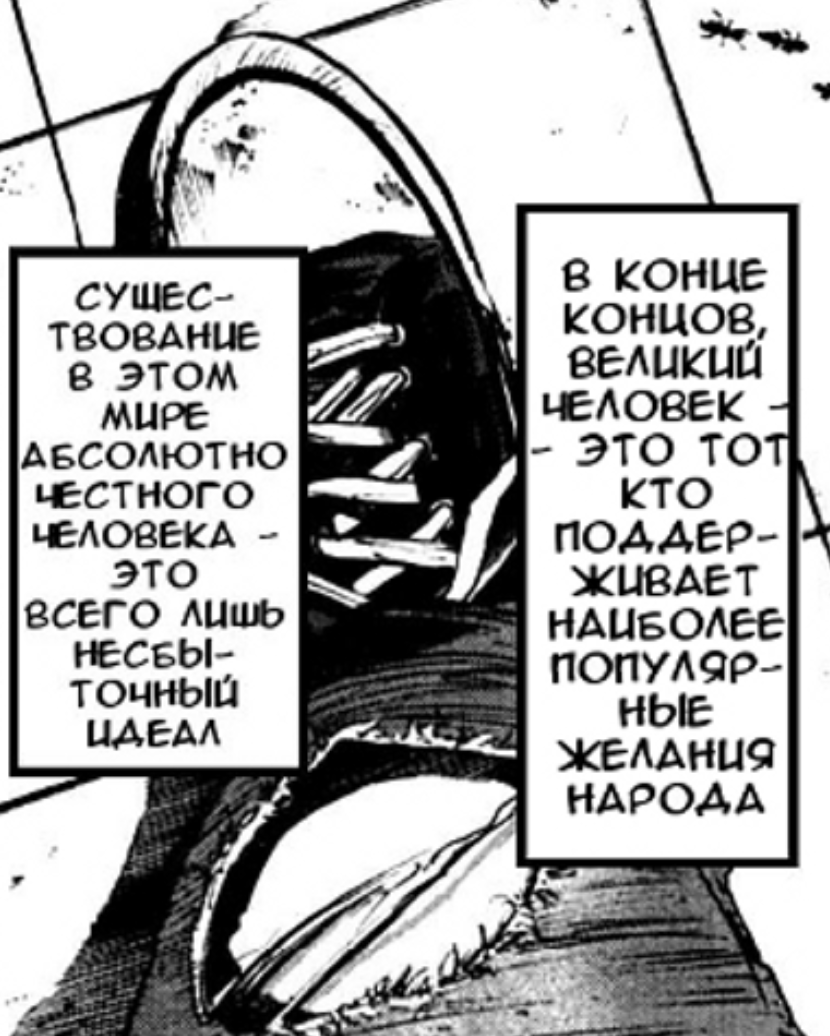 В КОНЦЕ
КОНЦОВ,
ВЕЛИКИЙ
ЧЕЛОВЕК -
- ЭТО ТОТ
КТО
ПОДДЕР-
ЖИВАЕТ
НАИБОЛЕЕ
ПОПУЛЯР-
НЫЕ
ЖЕЛАНИЯ
НАРОДА
СУЩЕС-
ТВОВАНИЕ
В ЭТОМ
МИРЕ
АБСОЛЮТНО
ЧЕСТНОГО
ЧЕЛОВЕКА -
ЭТО
ВСЕГО ЛИШЬ
НЕСБЫ-
ТОЧНЫЙ
ИДЕАЛ